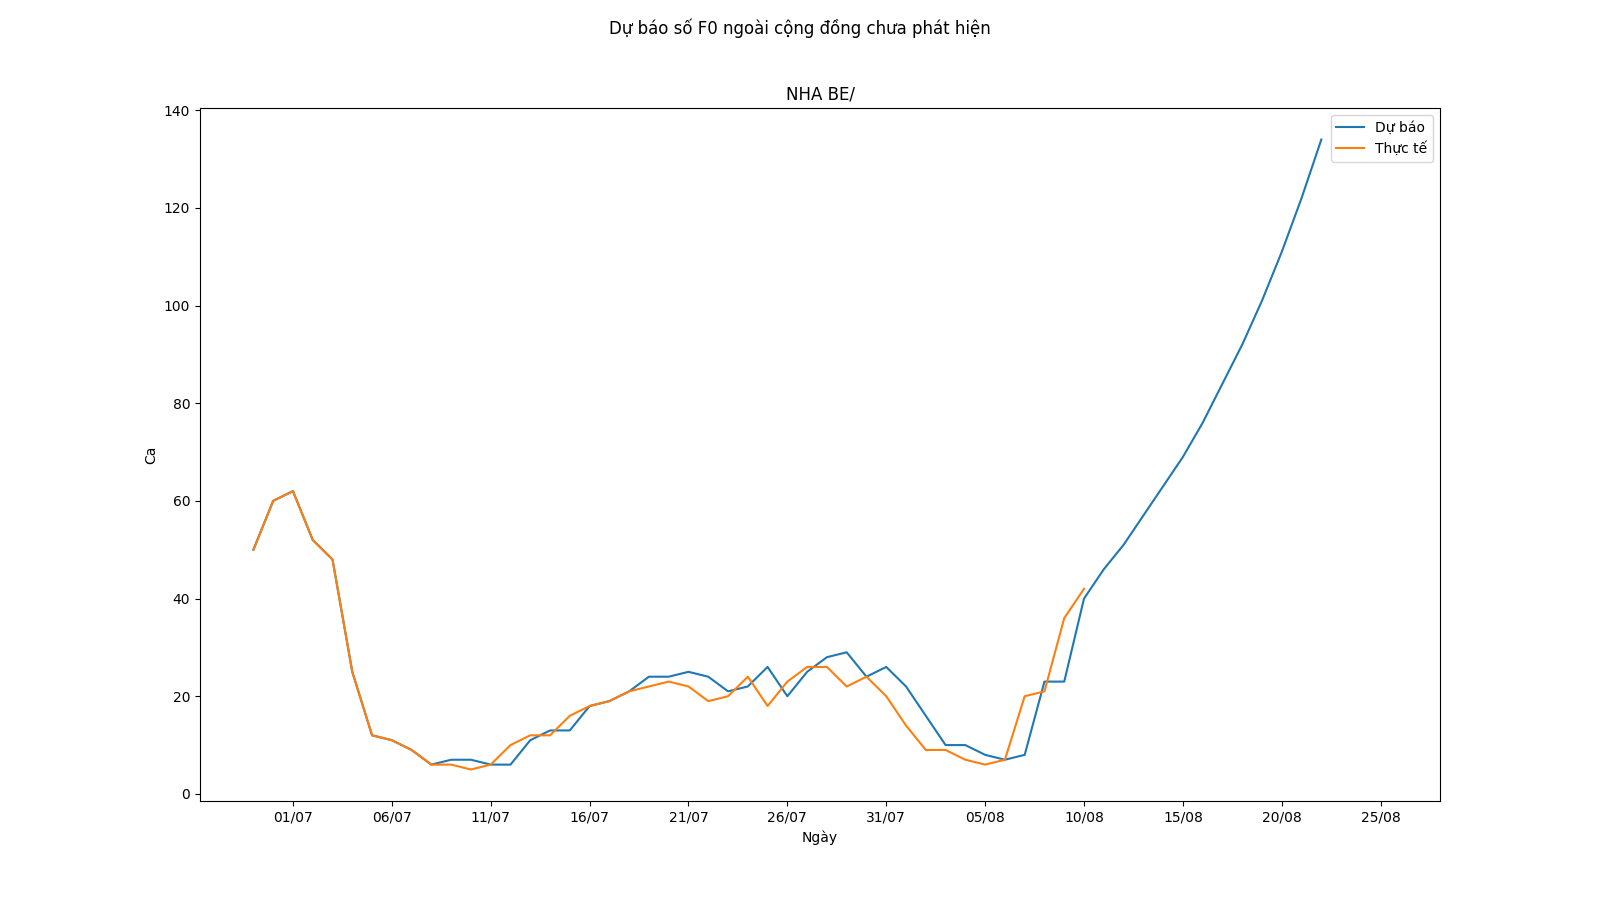 Dự báo số F0 ngoài cộng đồng chưa phát hiện
NHA BE/
140
120
100
80
60
40
20
0
Ca
Dự báo
Thực tế
01/07 06/07 11/07 16/07 21/07 26/07 31/07 05/08 10/08 15/08 20/08 25/08
Ngày